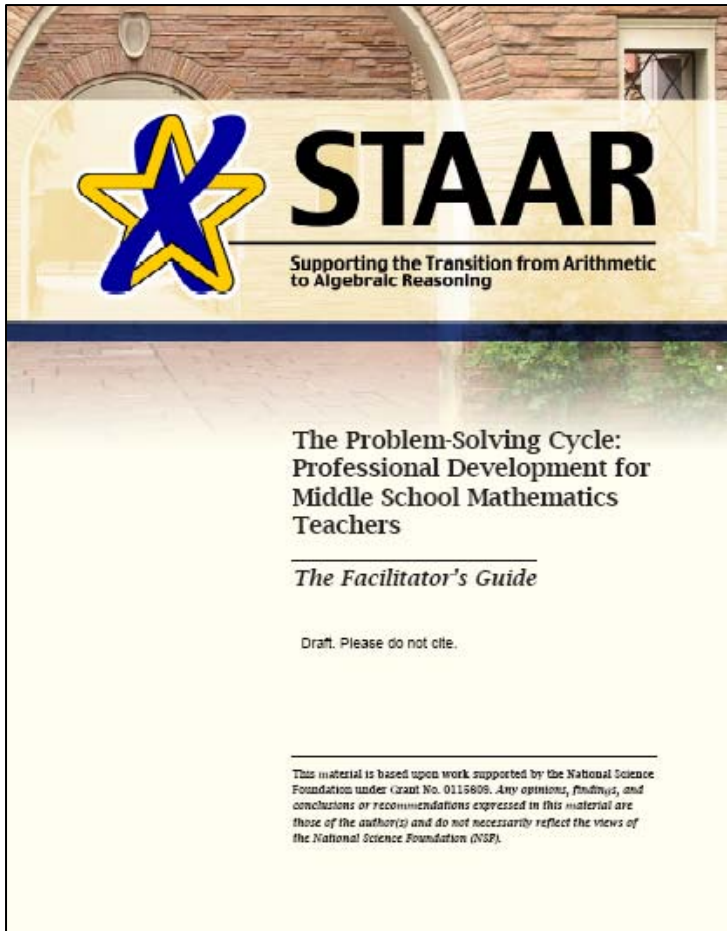 STAAR
Supporting the Transition from Arithmetic
to Algebraic Reasoning
The Problem-Solving Cycle:
Professional Development for
Middle School Mathematics
Teachers
The Facilitator's Guide
Draft. Please do not cite.
This material is based upon work supported by the National Science
Foundation under Grant No. 0115609. Any opinions, findings, and
conclusions or recommendations expressed in this material are
those of the author(s) and do not necessarily reflect the views of
the National Science Foundation (NSF).